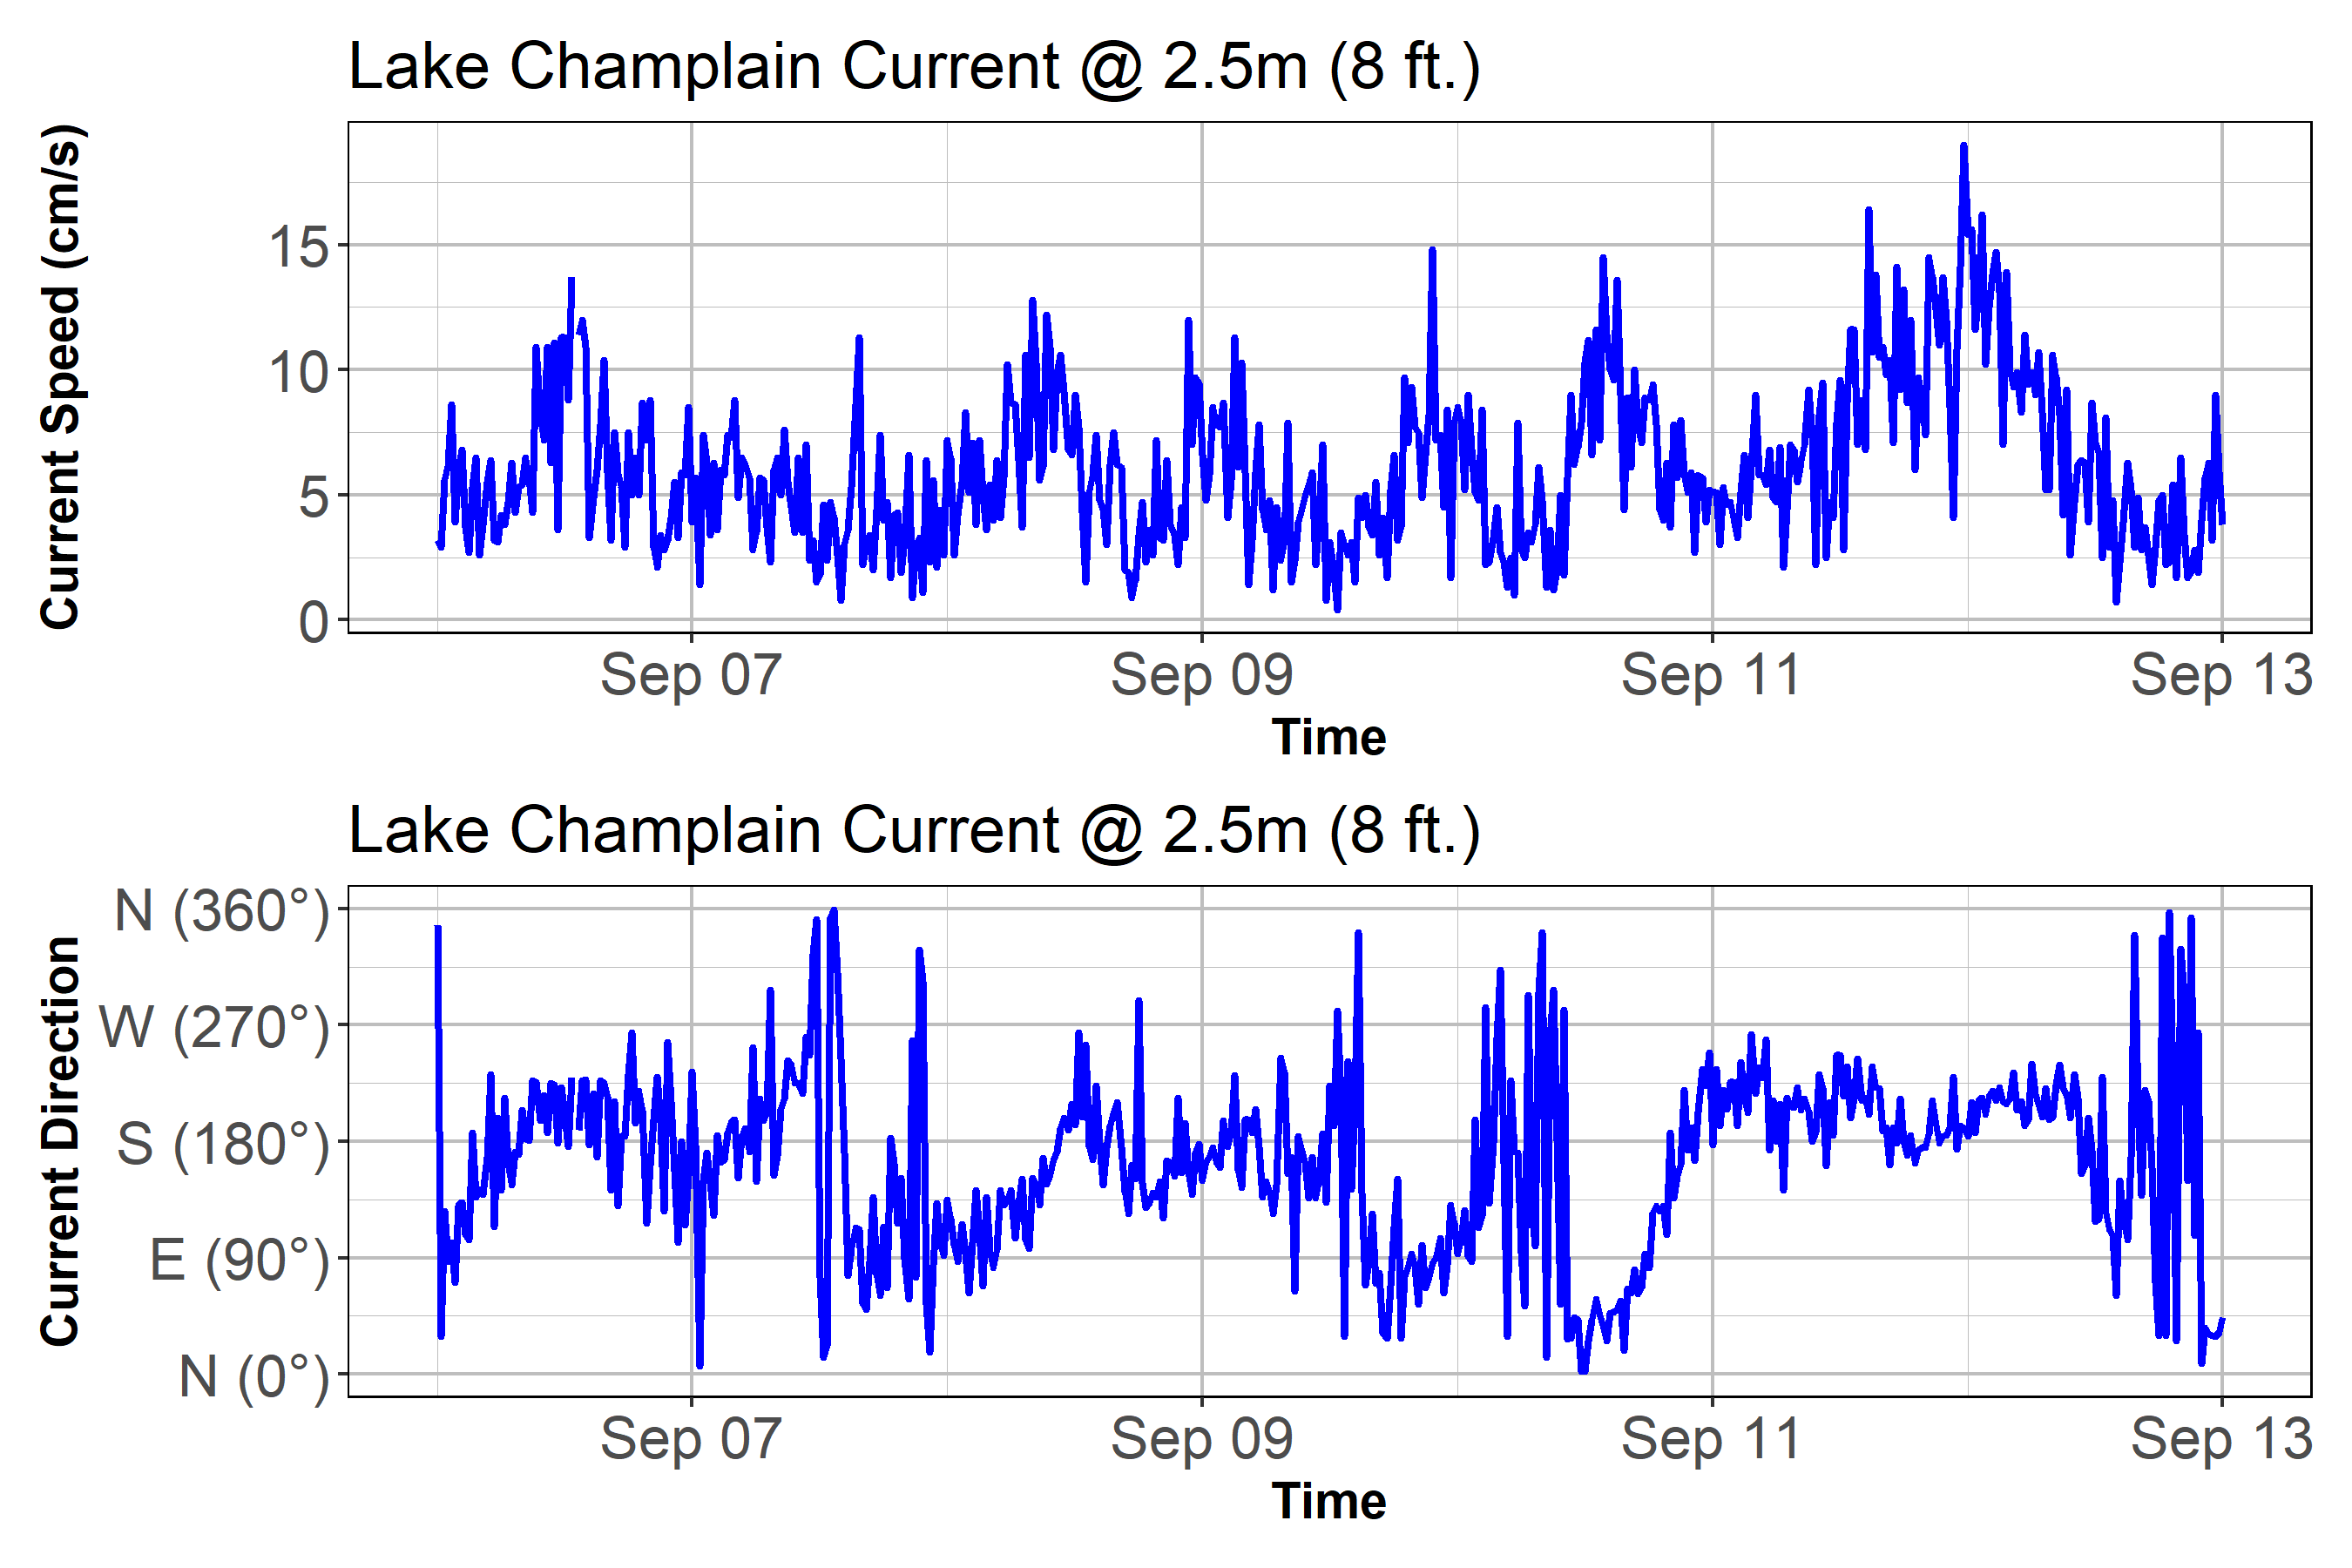 Lake Champlain Current @ 2.5m (8 ft.)
Current Speed (cm/s)
15
10
5
0
Sep 07 Sep 09 Sep 11 Sep 13
Time
Lake Champlain Current @ 2.5m (8 ft.)
Current Direction
N (360°)
W (270°)
S (180°)
E (90°)
N (0°)
Sep 07 Sep 09 Sep 11 Sep 13
Time